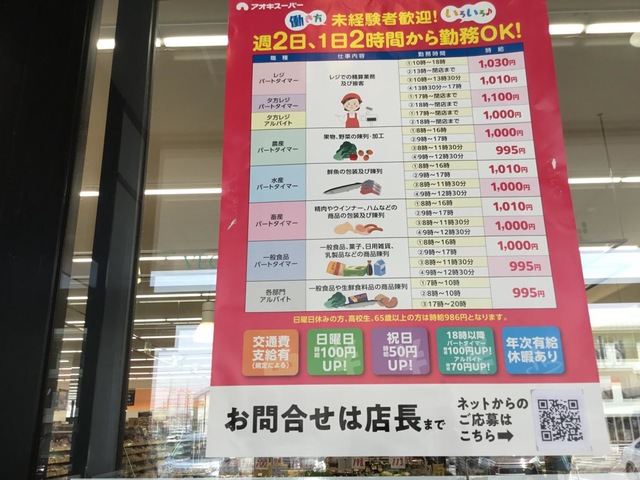 アオキスーパー
働き方 未経験者歓迎! いろいろ♪
週2日、1日2時間から勤務OK!
職種 仕事内容 勤務時間 時給
レジ
パートタイマー
レジでの精算業務
及び接客
①10時〜18時
②13時〜閉店まで
1,030円
③10時〜13時30分
④13時30分〜17時
1,010円
夕方レジ
パートタイマー
①17時〜閉店まで
②18時〜閉店まで
1,100円
夕方レジ
アルバイト
①17時〜閉店まで
②18時〜閉店まで
1,000円
農産
パートタイマー
果物、野菜の陳列・加工
①8時〜16時
②9時〜17時
1,000円
③8時〜11時30分
④9時〜12時30分
995円
水産
パートタイマー
鮮魚の包装及び陳列
①8時〜16時
②9時〜17時
1,010円
③8時〜11時30分
④9時〜12時30分
1,000円
畜産
パートタイマー
精肉やウインナー、ハムなどの
商品の包装及び陳列
①8時〜16時
②9時〜17時
1,010円
③8時〜11時30分
④9時〜12時30分
1,000円
一般食品
パートタイマー
一般食品、菓子、日用雑貨、
乳製品などの商品陳列
①8時〜16時
②9時〜17時
1,000円
③8時〜11時30分
④9時〜12時30分
995円
各部門
アルバイト
一般食品や生鮮食料品の商品陳列
①17時〜20時
②8時〜10時
③17時〜20時
995円
日曜日休みの方、高校生、65歳以上の方は時給986円となります。
交通費
支給有
(規定による)
日曜日
時給100円
UP!
祝日
時給50円
UP!
18時以降
パートタイマー
時給100円UP!
アルバイト
時給70円UP!
年次有給
休暇あり
お問合せは店長まで
ネットからの
ご応募は
こちら➡